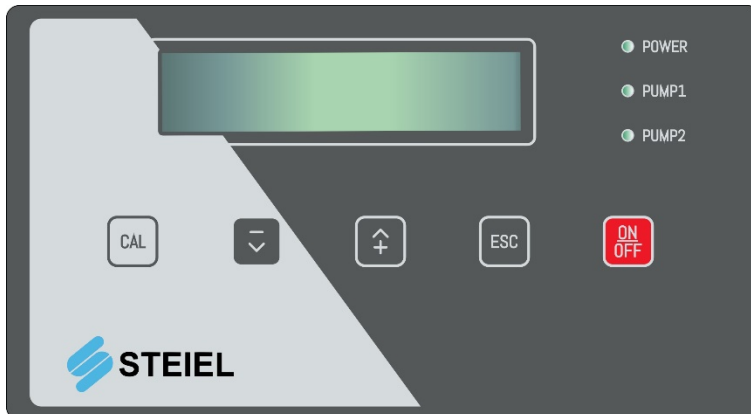 POWER
PUMP1
PUMP2
CAL
ESC
ON
OFF
STEIEL